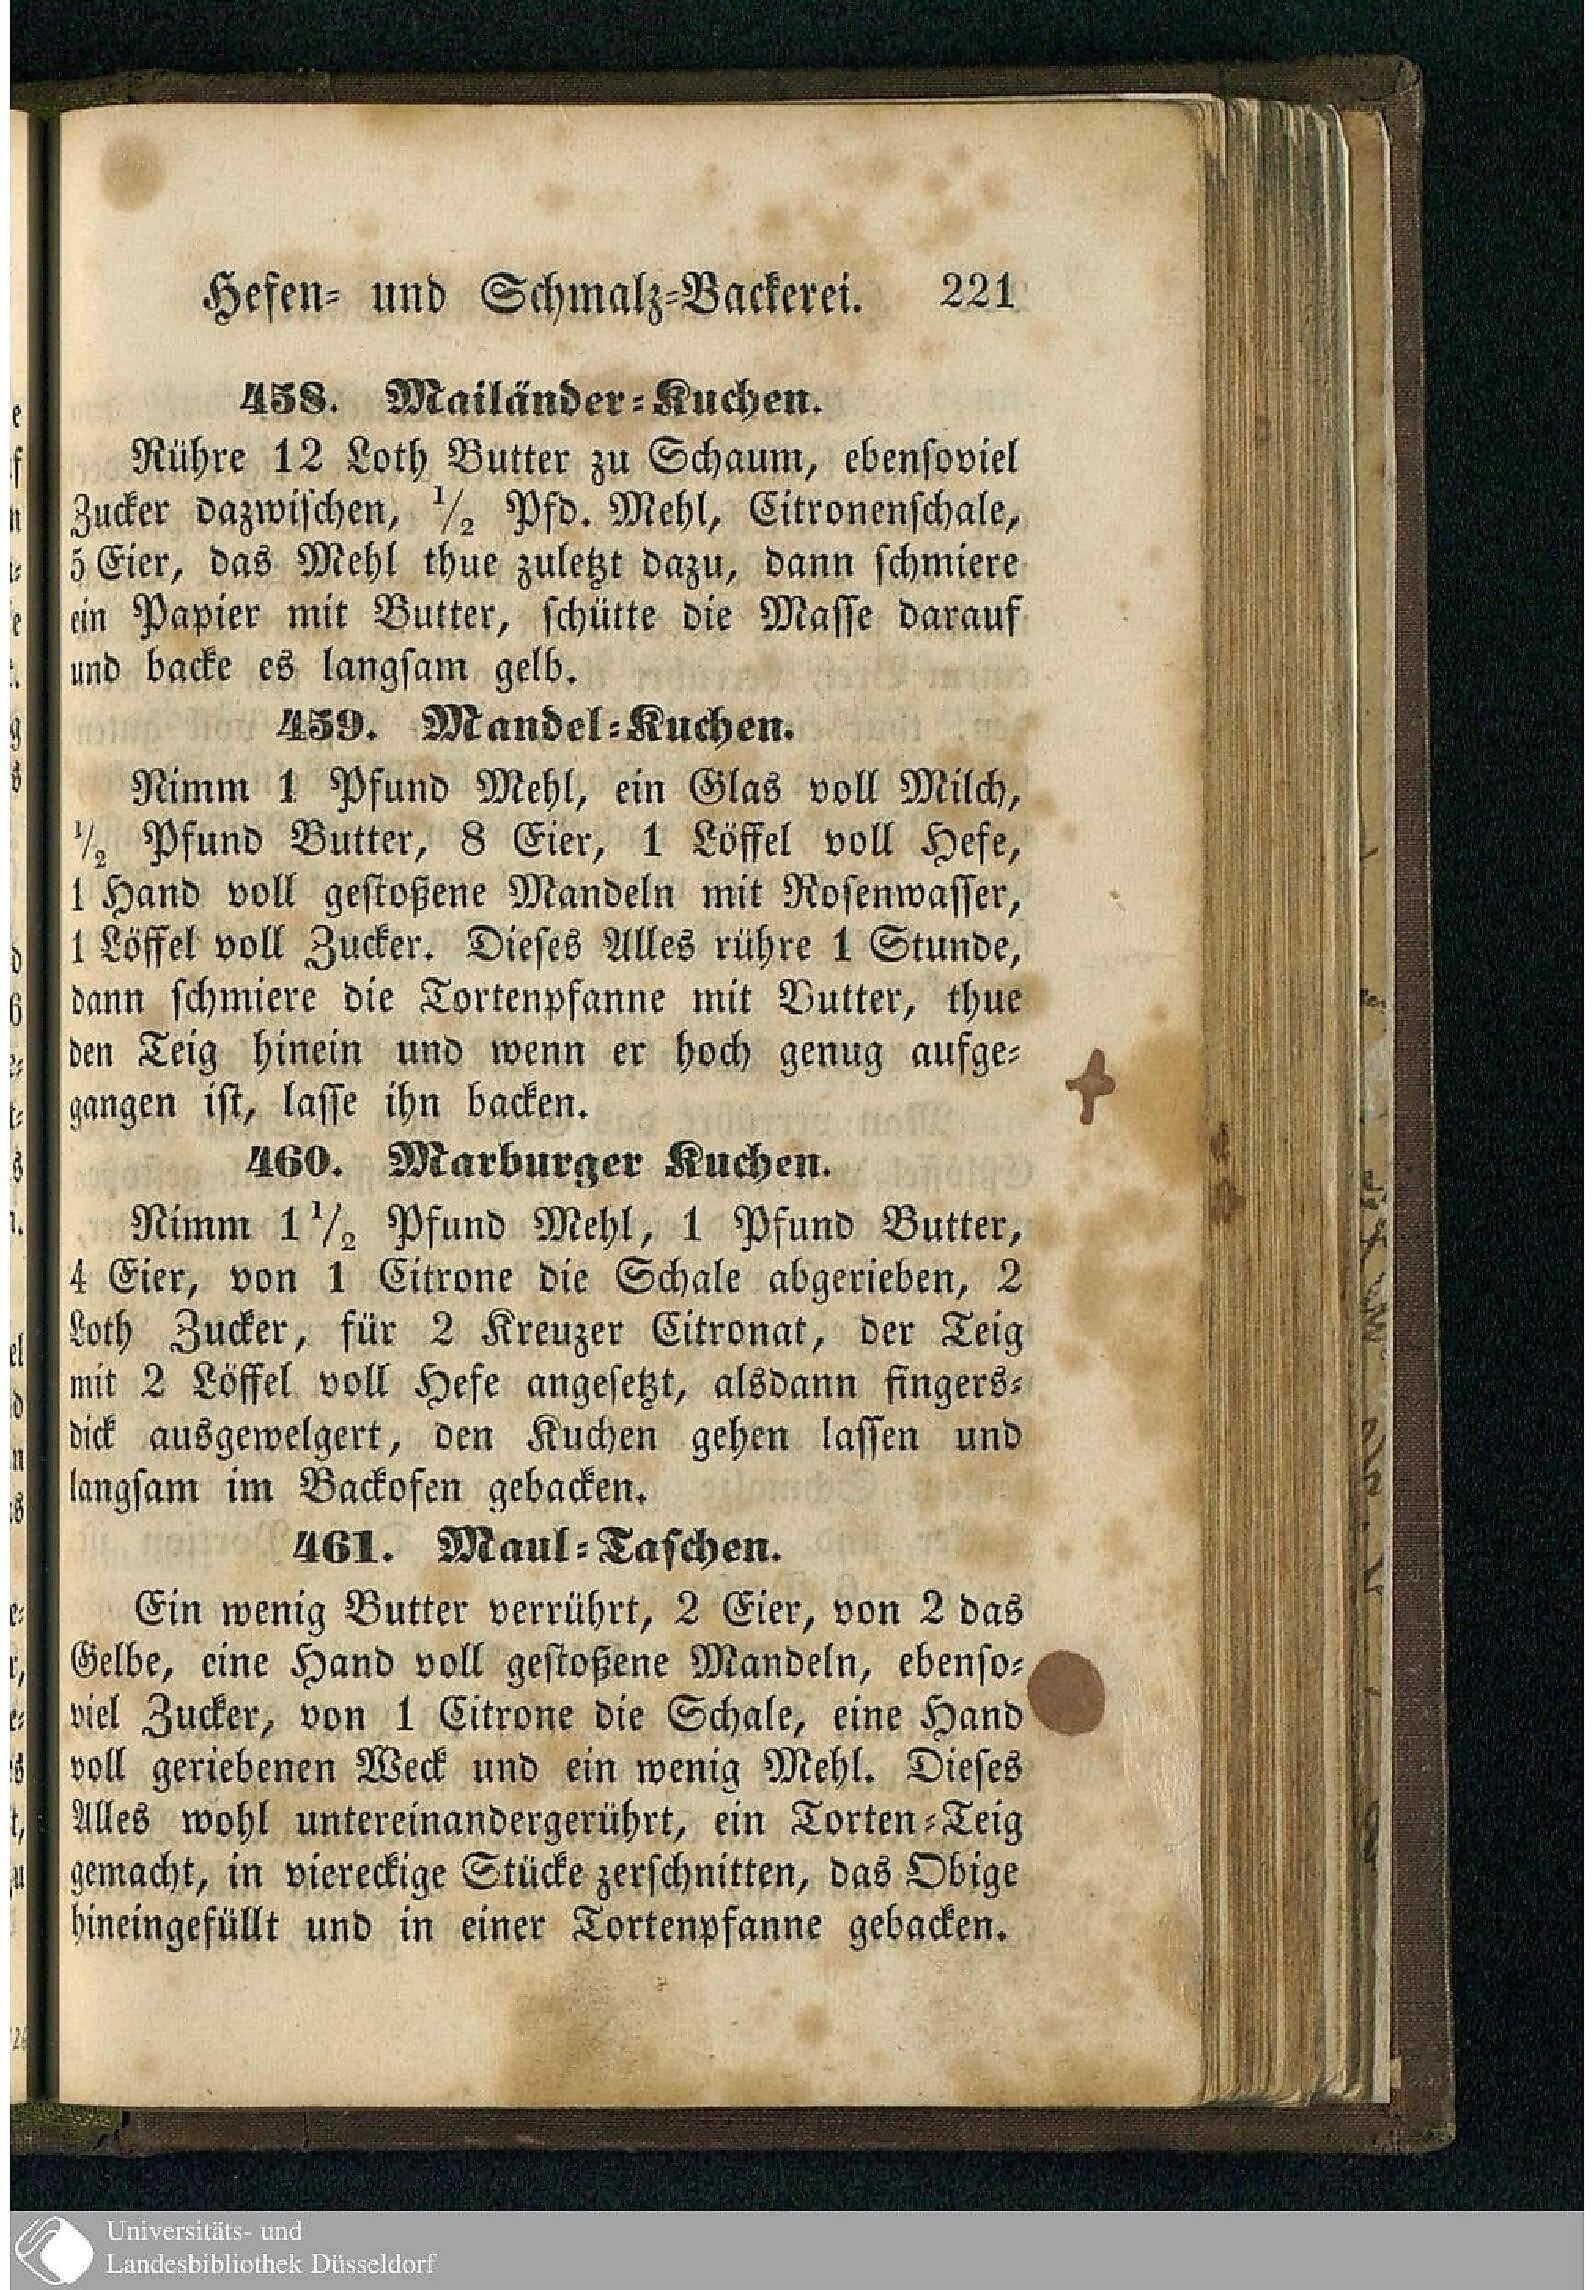 Hefen- und Schmalz-Backerei. 221
458. Mailänder-Kuchen.
Rühre 12 Loth Butter zu Schaum, ebensoviel
Zucker dazwischen, 1/2 Pfd. Mehl, Citronenschale,
5 Eier, das Mehl thue zuletzt dazu, dann schmiere
ein Papier mit Butter, schütte die Masse darauf
und backe es langsam gelb.
459. Mandel-Kuchen.
Nimm 1 Pfund Mehl, ein Glas voll Milch,
1/2 Pfund Butter, 8 Eier, 1 Löffel voll Hefe,
1 Hand voll gestoßene Mandeln mit Rosenwasser,
1 Löffel voll Zucker. Dieses Alles rühre 1 Stunde,
dann schmiere die Tortenpfanne mit Butter, thue
den Teig hinein und wenn er hoch genug aufge-
gangen ist, lasse ihn backen.
460. Marburger Kuchen.
Nimm 1 1/2 Pfund Mehl, 1 Pfund Butter,
4 Eier, von 1 Citrone die Schale abgerieben, 2
Loth Zucker, für 2 Kreuzer Citronat, der Teig
mit 2 Löffel voll Hefe angesetzt, alsdann fingers-
dick ausgewelgert, den Kuchen gehen lassen und
langsam im Backofen gebacken.
461. Maul-Taschen.
Ein wenig Butter verrührt, 2 Eier, von 2 das
Gelbe, eine Hand voll gestoßene Mandeln, ebenso-
viel Zucker, von 1 Citrone die Schale, eine Hand
voll geriebenen Weck und ein wenig Mehl. Dieses
Alles wohl untereinandergerührt, ein Torten-Teig
gemacht, in viereckige Stücke zerschnitten, das Obige
hineingefüllt und in einer Tortenpfanne gebacken.
Universitäts- und
Landesbibliothek Düsseldorf